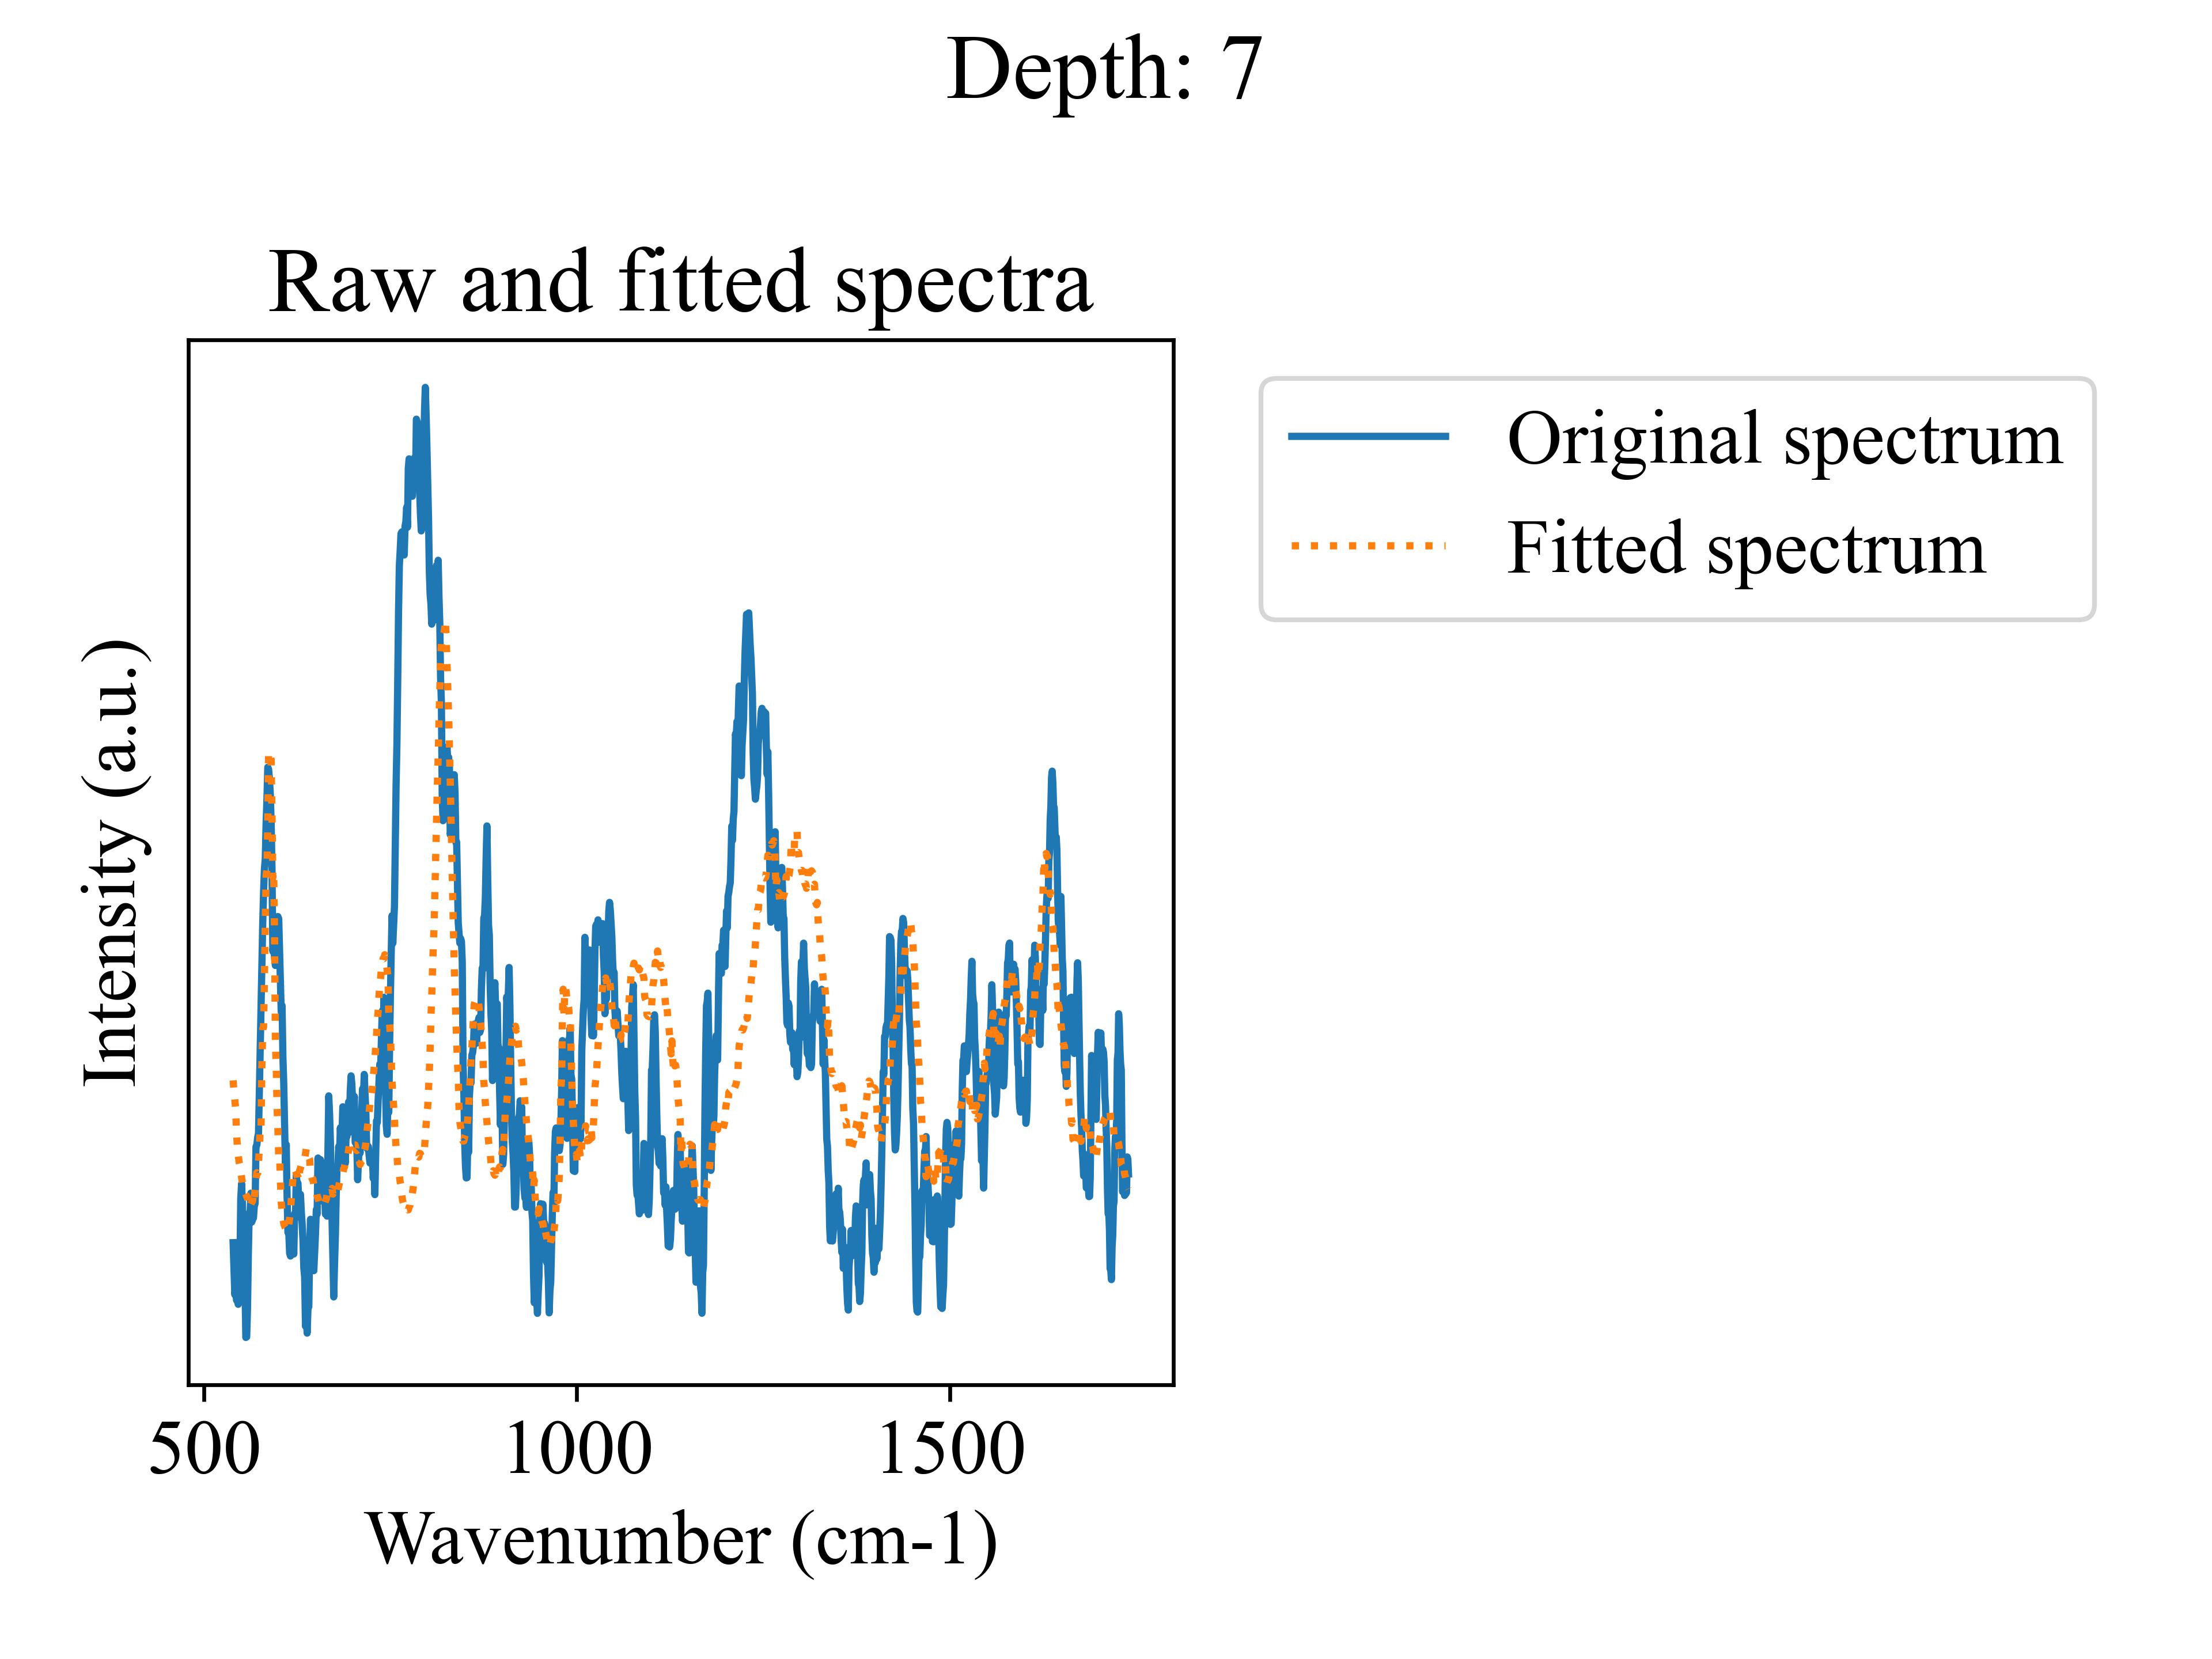 Depth: 7
Raw and fitted spectra
Original spectrum
Fitted spectrum
Intensity (a.u.)
500 1000 1500
Wavenumber (cm-1)